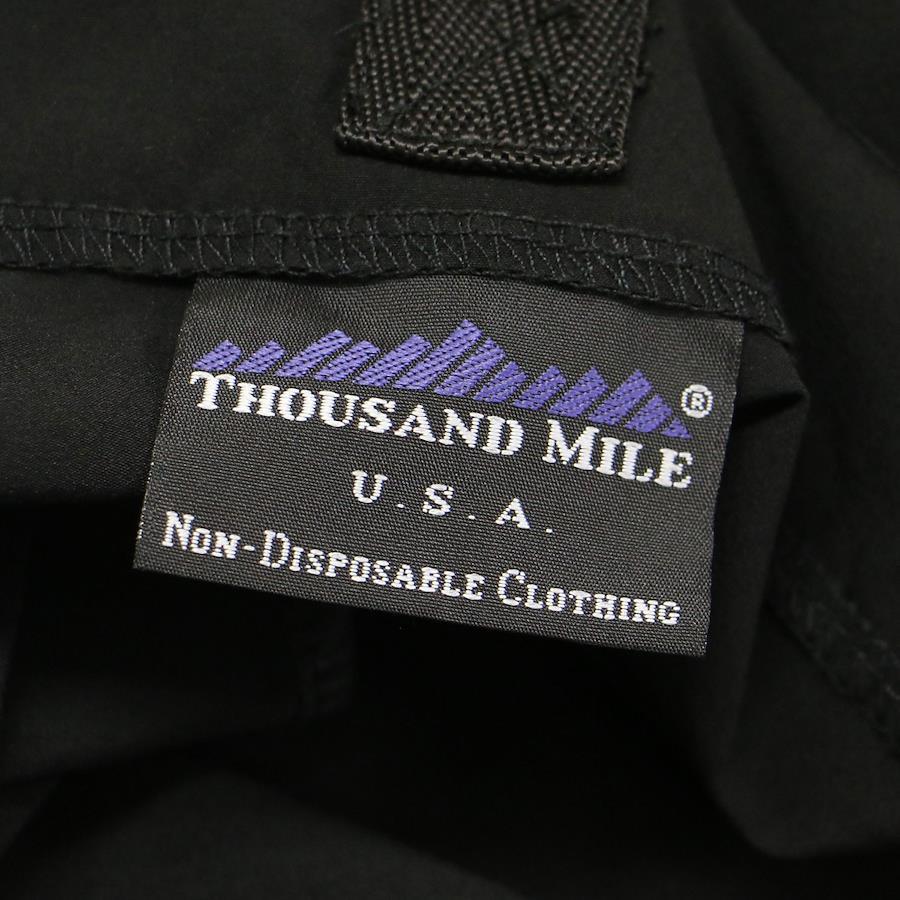 THOUSAND MILE ®
U.S.A.
NON-DISPOSABLE CLOTHING